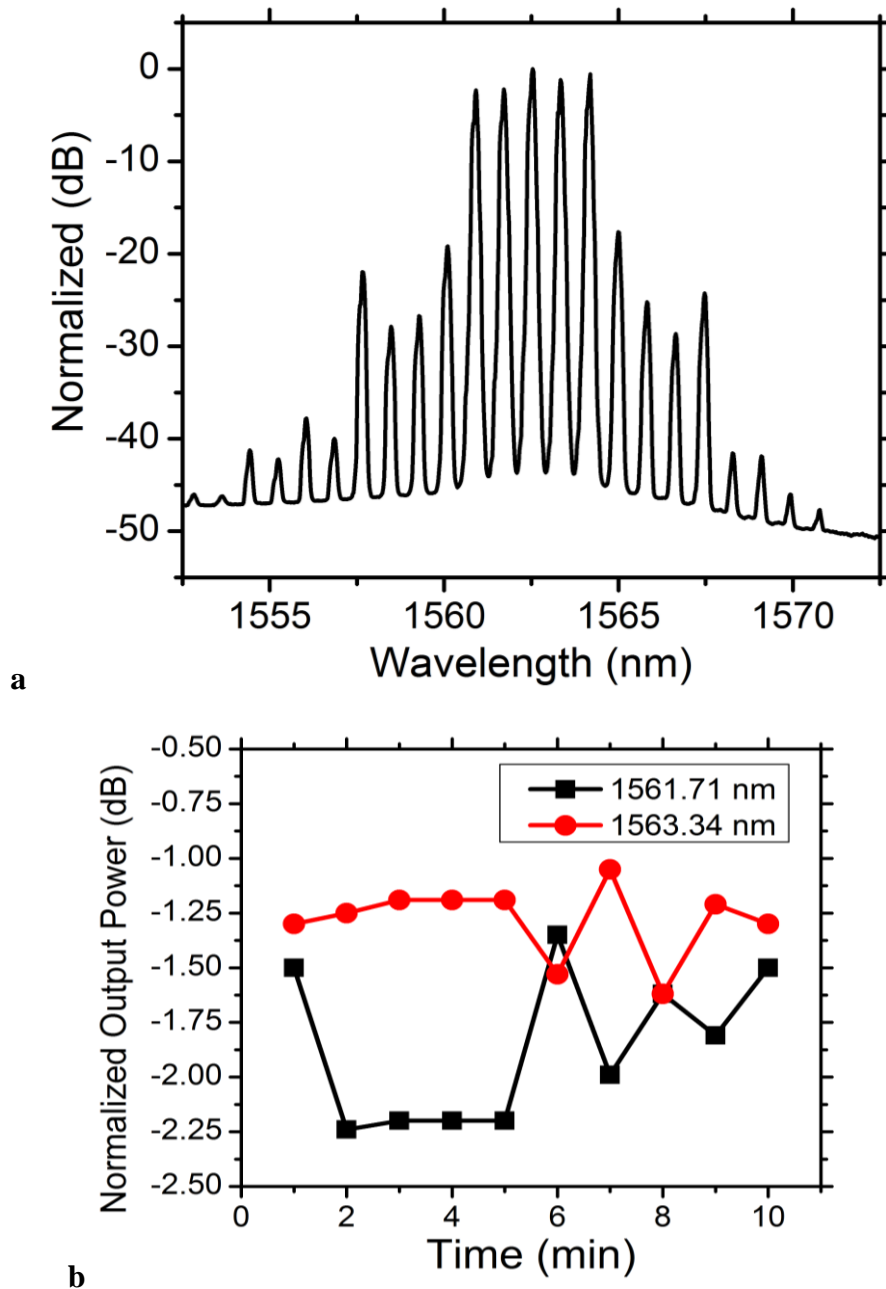 0
-10
-20
-30
-40
-50
Normalized (dB)
1555 1560 1565 1570
Wavelength (nm)
a
-0.50
-0.75
-1.00
-1.25
-1.50
-1.75
-2.00
-2.25
-2.50
Normalized Output Power (dB)
1561.71 nm
1563.34 nm
0 2 4 6 8 10
Time (min)
b